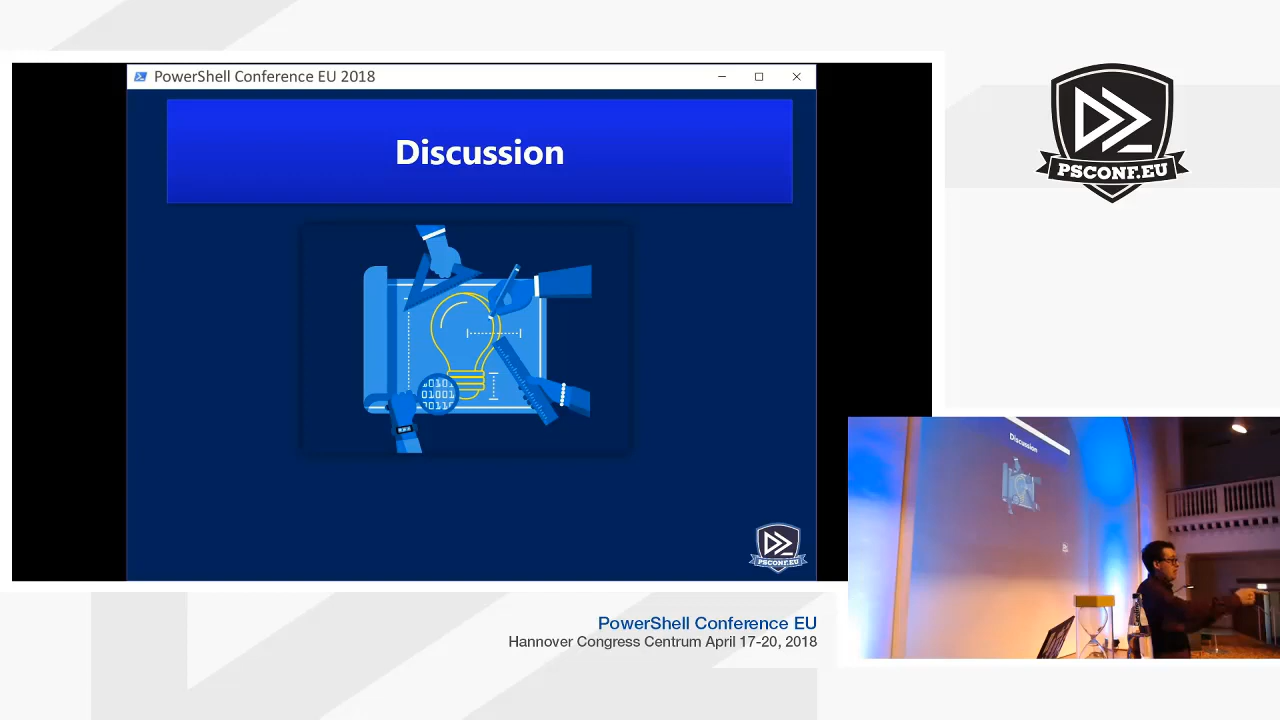 PowerShell Conference EU 2018
Discussion
01010
01001
00110
PSCONF.EU
PSCONF.EU
Discussion
PowerShell Conference EU
Hannover Congress Centrum April 17-20, 2018